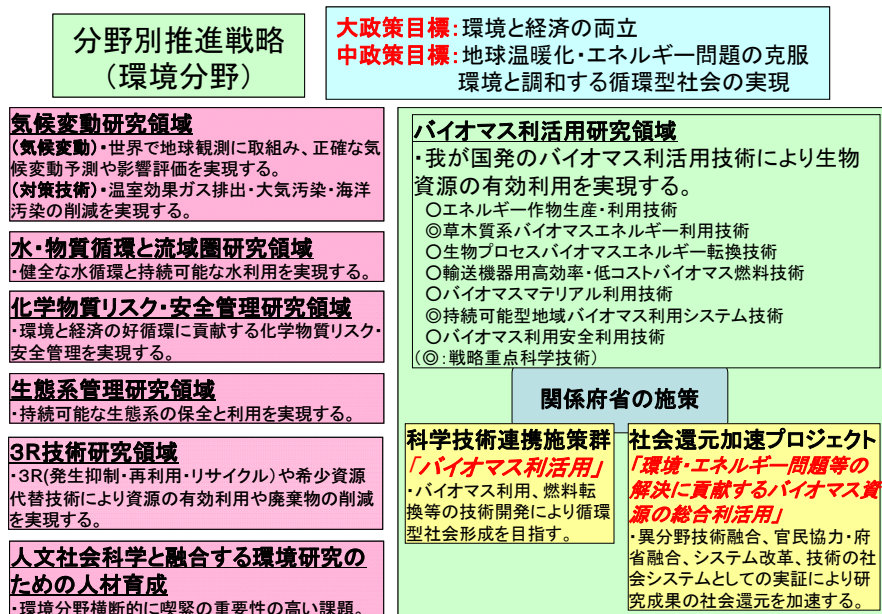 分野別推進戦略
（環境分野）
大政策目標：環境と経済の両立
中政策目標：地球温暖化・エネルギー問題の克服
環境と調和する循環型社会の実現
気候変動研究領域
（気候変動）・世界で地球観測に取組み、正確な気
候変動予測や影響評価を実現する。
（対策技術）・温室効果ガス排出・大気汚染・海洋
汚染の削減を実現する。
水・物質循環と流域圏研究領域
・健全な水循環と持続可能な水利用を実現する。
化学物質リスク・安全管理研究領域
・環境と経済の好循環に貢献する化学物質リスク・
安全管理を実現する。
生態系管理研究領域
・持続可能な生態系の保全と利用を実現する。
3R技術研究領域
・3R(発生抑制・再利用・リサイクル）や希少資源
代替技術により資源の有効利用や廃棄物の削減
を実現する。
人文社会科学と融合する環境研究の
ための人材育成
・環境分野横断的に喫緊の重要性の高い課題。
バイオマス利活用研究領域
・我が国発のバイオマス利活用技術により生物
資源の有効利用を実現する。
○エネルギー作物生産・利用技術
◎草木質系バイオマスエネルギー利用技術
○生物プロセスバイオマスエネルギー転換技術
○輸送機器用高効率・低コストバイオマス燃料技術
○バイオマスマテリアル利用技術
◎持続可能型地域バイオマス利用システム技術
○バイオマス利用安全利用技術
（◎：戦略重点科学技術）
関係府省の施策
科学技術連携施策群
「バイオマス利活用」
・バイオマス利用、燃料転
換等の技術開発により循環
型社会形成を目指す。
社会還元加速プロジェクト
「環境・エネルギー問題等の
解決に貢献するバイオマス資
源の総合利活用」
・異分野技術融合、官民協力・府
省融合、システム改革、技術の社
会システムとしての実証により研
究成果の社会還元を加速する。